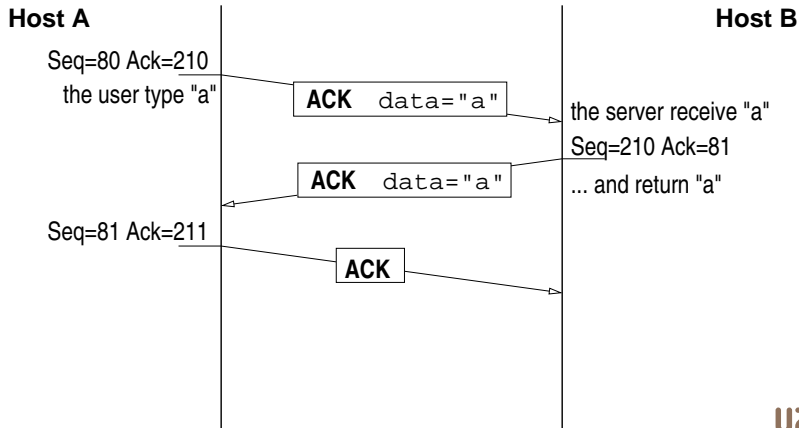 Host A
Host B
Seq=80 Ack=210
the user type "a"
ACK data="a"
the server receive "a"
Seq=210 Ack=81
ACK data="a"
... and return "a"
Seq=81 Ack=211
ACK